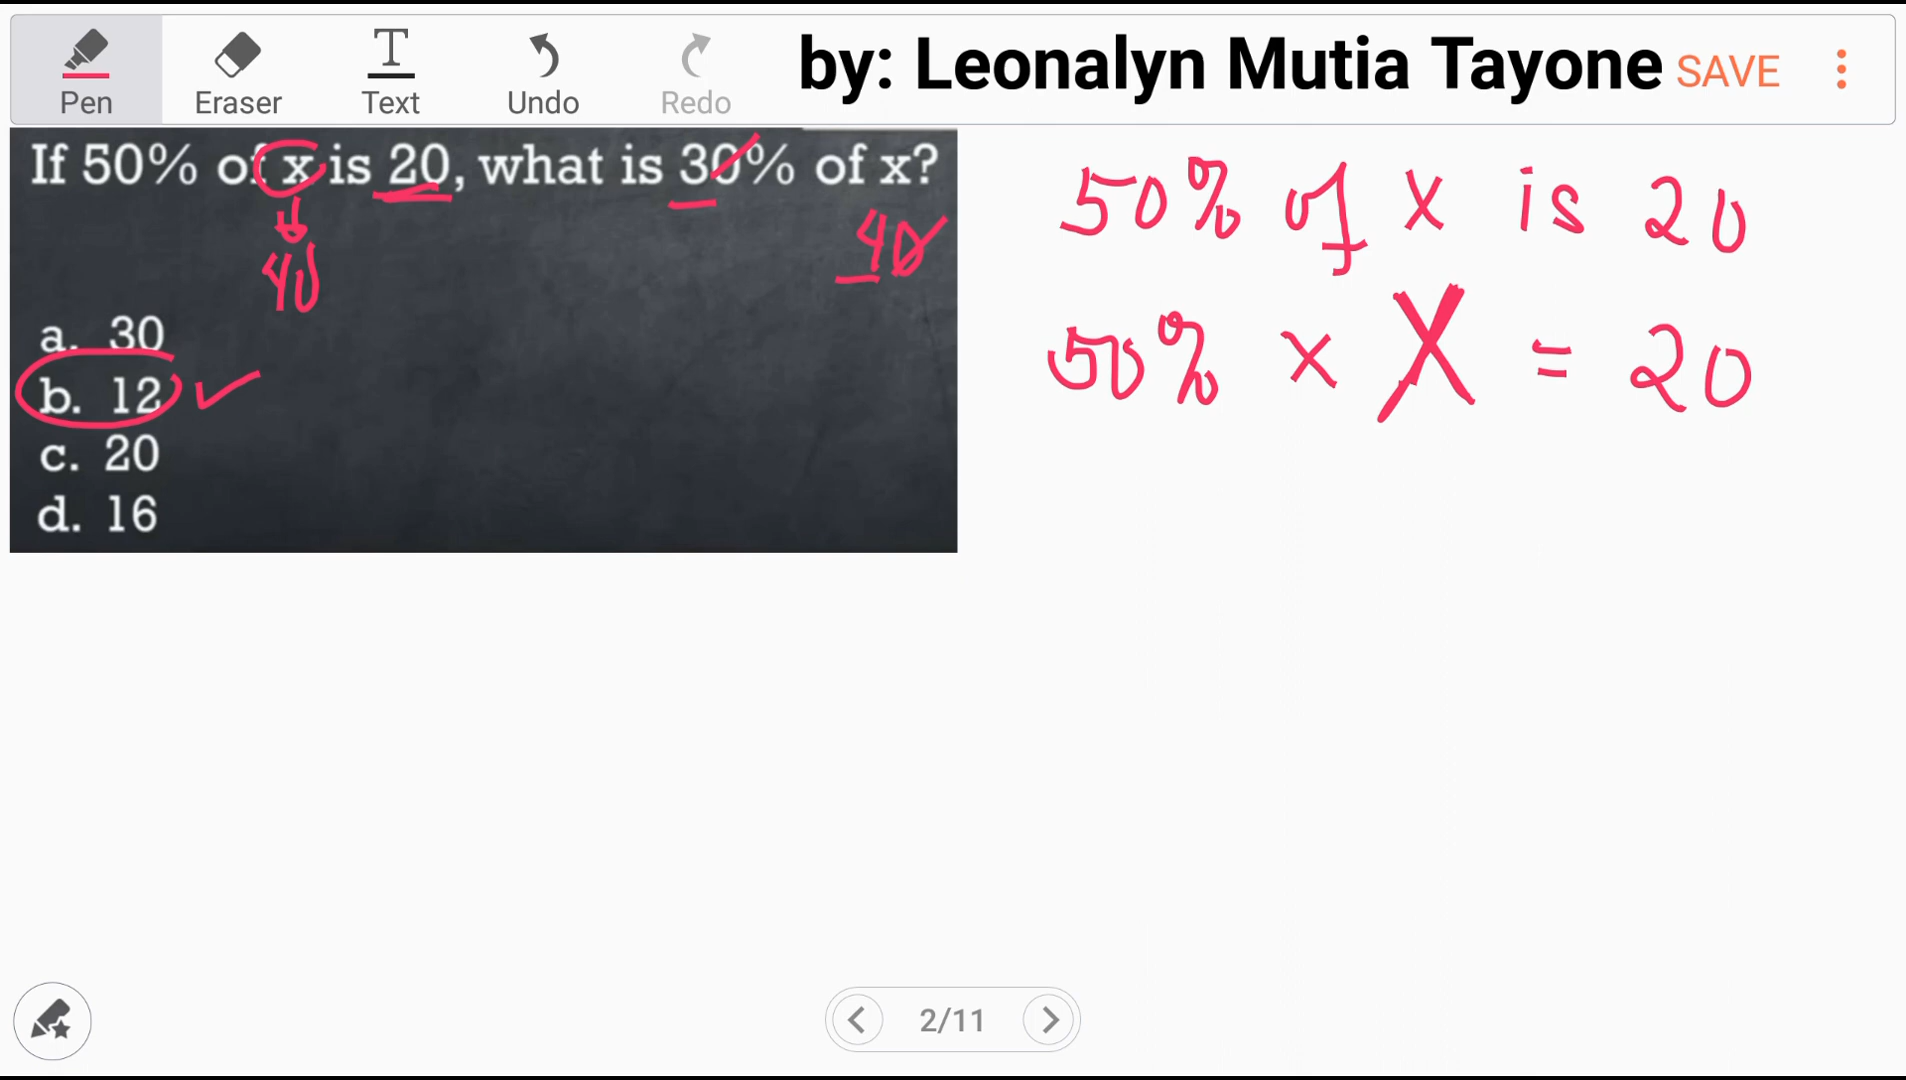 Pen Eraser Text Undo Redo by: Leonalyn Mutia Tayone SAVE
If 50% of x is 20, what is 30% of x?
40
40
a. 30
b. 12
c. 20
d. 16
50% of x is 20
50% x X = 20
2/11